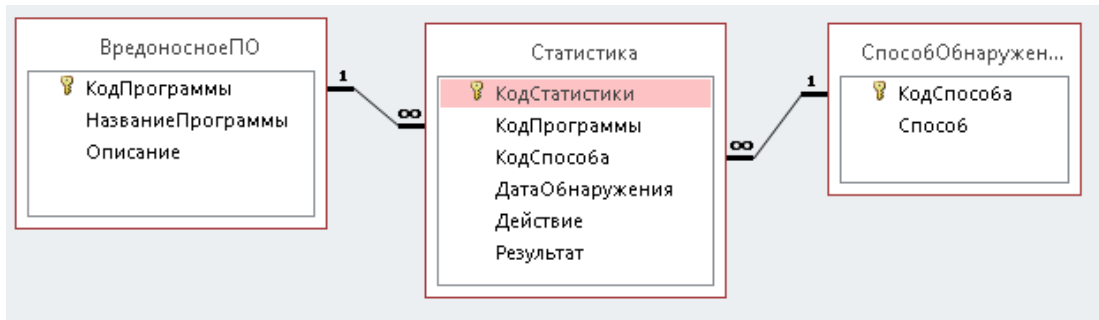 ВредоносноеПО
КодПрограммы
НазваниеПрограммы
Описание
1
∞
Статистика
КодСтатистики
КодПрограммы
КодСпособа
ДатаОбнаружения
Действие
Результат
∞
1
СпособОбнаружен...
КодСпособа
Способ